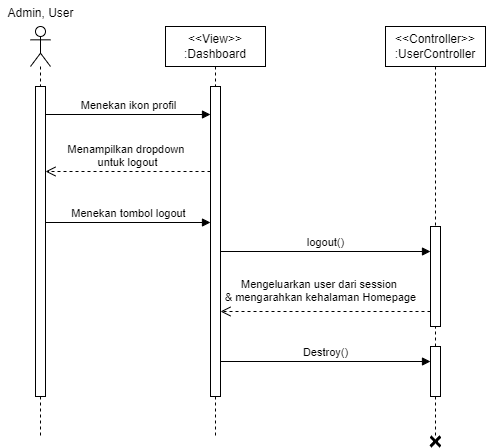 Admin, User
<<View>>
:Dashboard
<<Controller>>
:UserController
Menekan ikon profil
Menampilkan dropdown
untuk logout
Menekan tombol logout
logout()
Mengeluarkan user dari session
& mengarahkan kehalaman Homepage
Destroy()